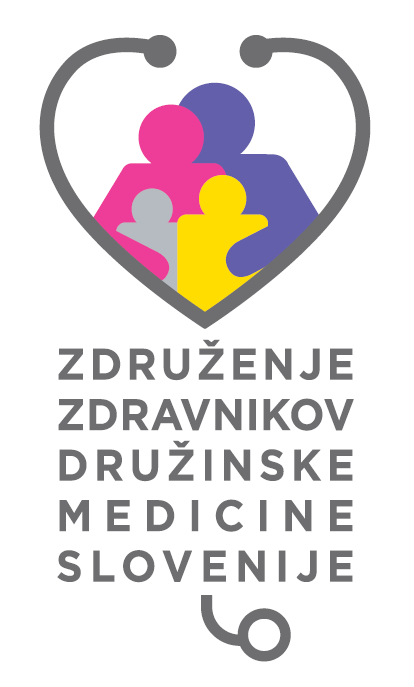 ZDRUŽENJE
ZDRAVNIKOV
DRUŽINSKE
MEDICINE
SLOVENIJE